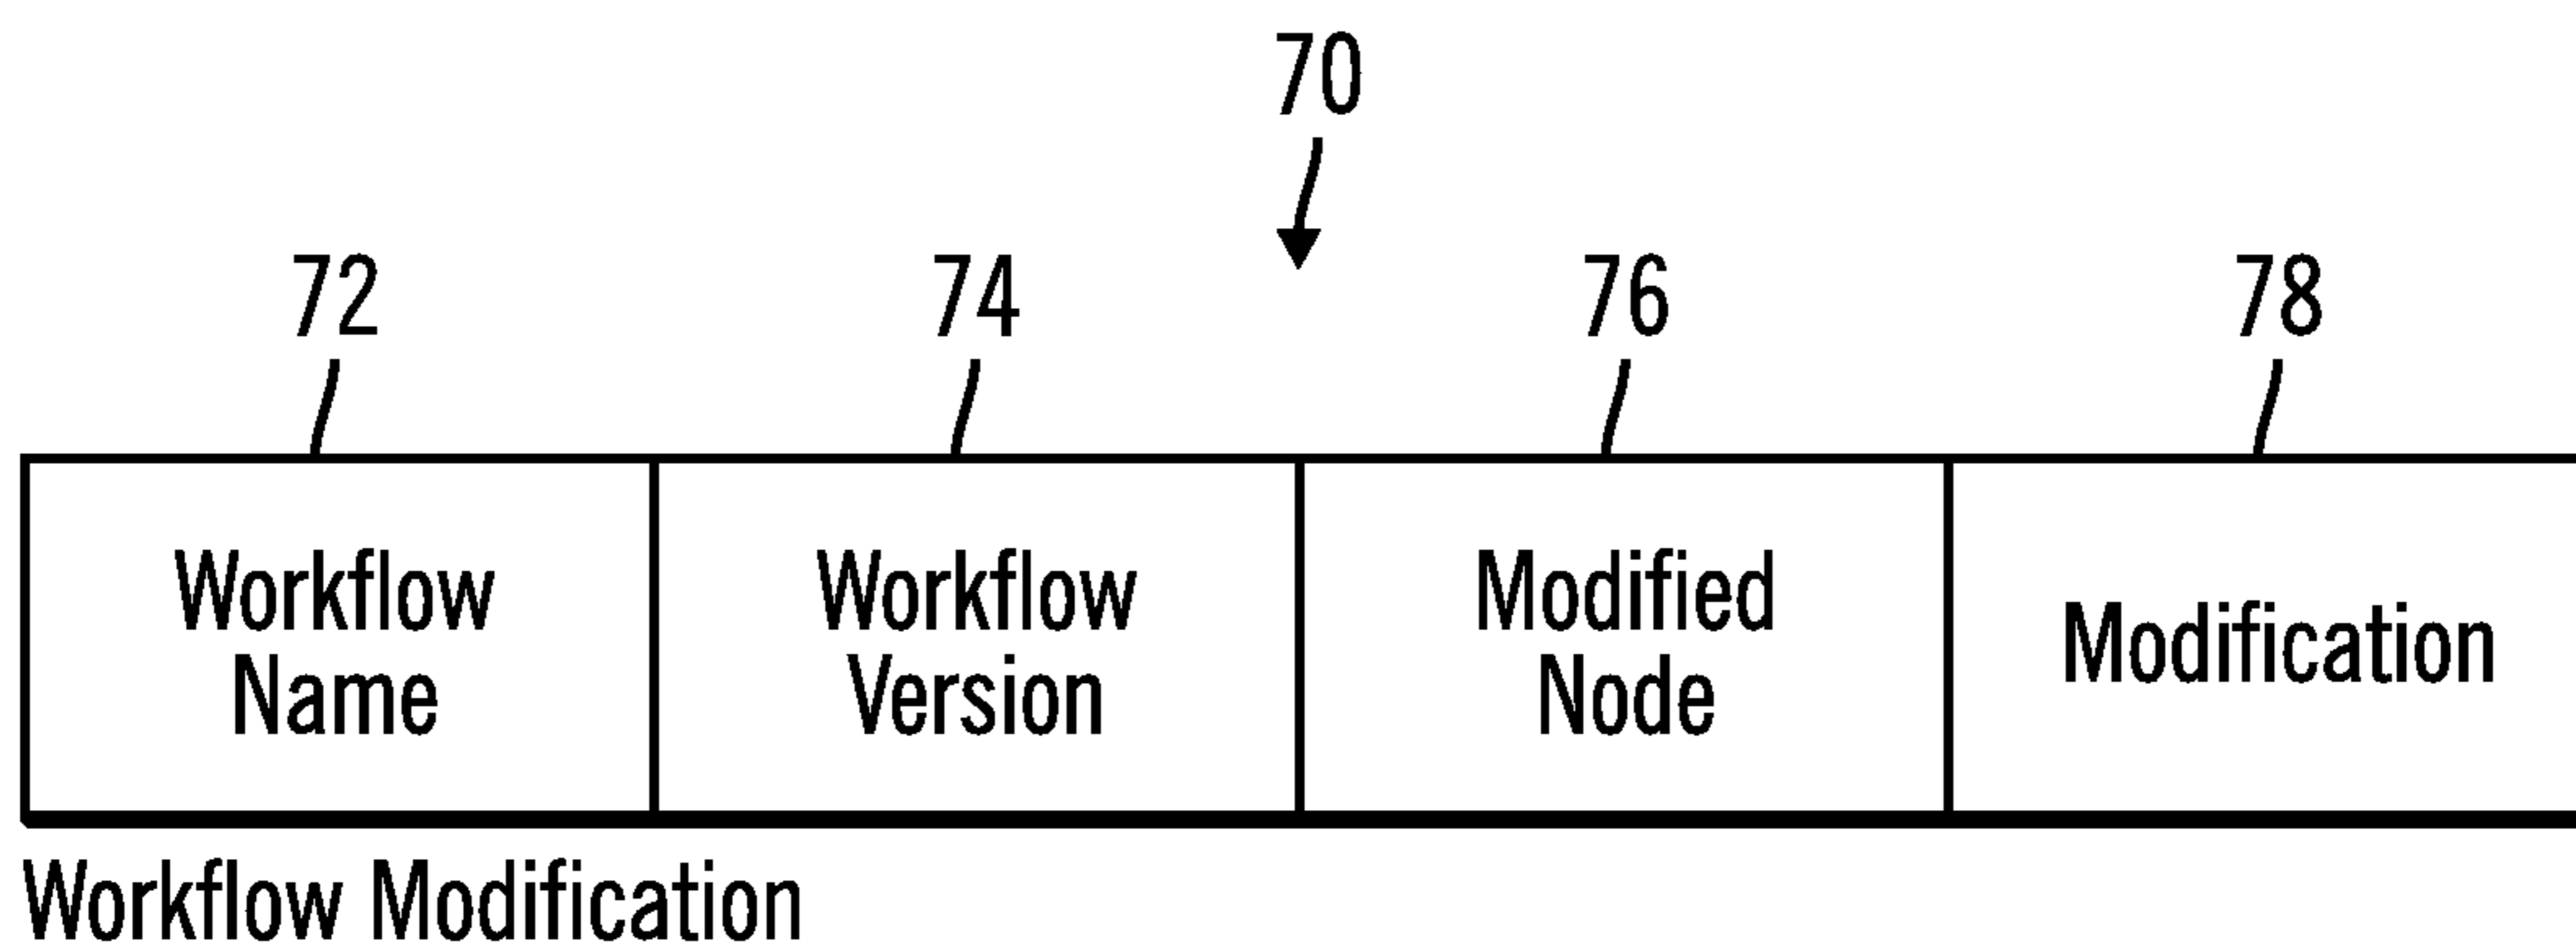 70
72
74
76
78
Workflow
Name
Workflow
Version
Modified
Node
Modification
Workflow Modification